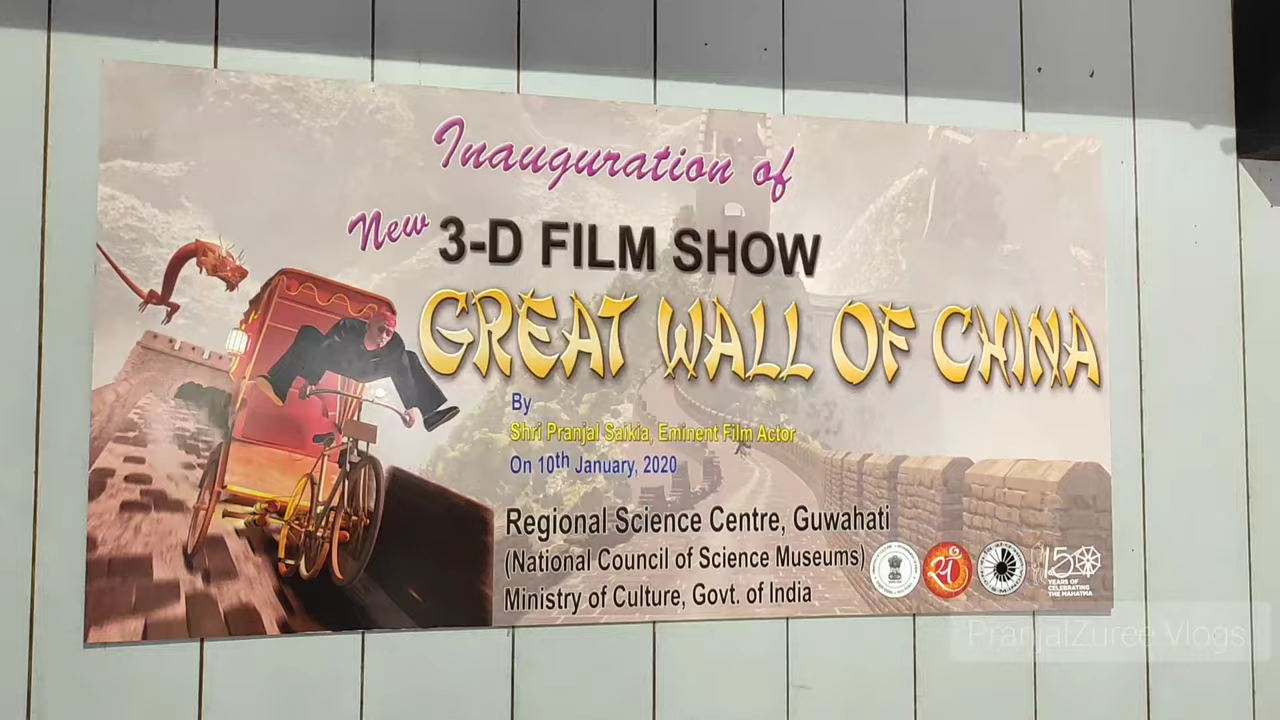 Inauguration of
New 3-D FILM SHOW
GREAT WALL OF CHINA
By
Shri Pranjal Saikia, Eminent Film Actor
On 10th January, 2020
Regional Science Centre, Guwahati
(National Council of Science Museums)
Ministry of Culture, Govt. of India
150
YEARS OF
CELEBRATING
THE MAHATMA
PranjalZuree Vlogs